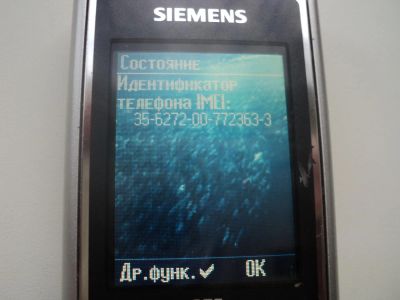 SIEMENS
Состояние
Идентификатор
телефона IMEI:
35-6272-00-772363-3
Др.функ.✓ OK